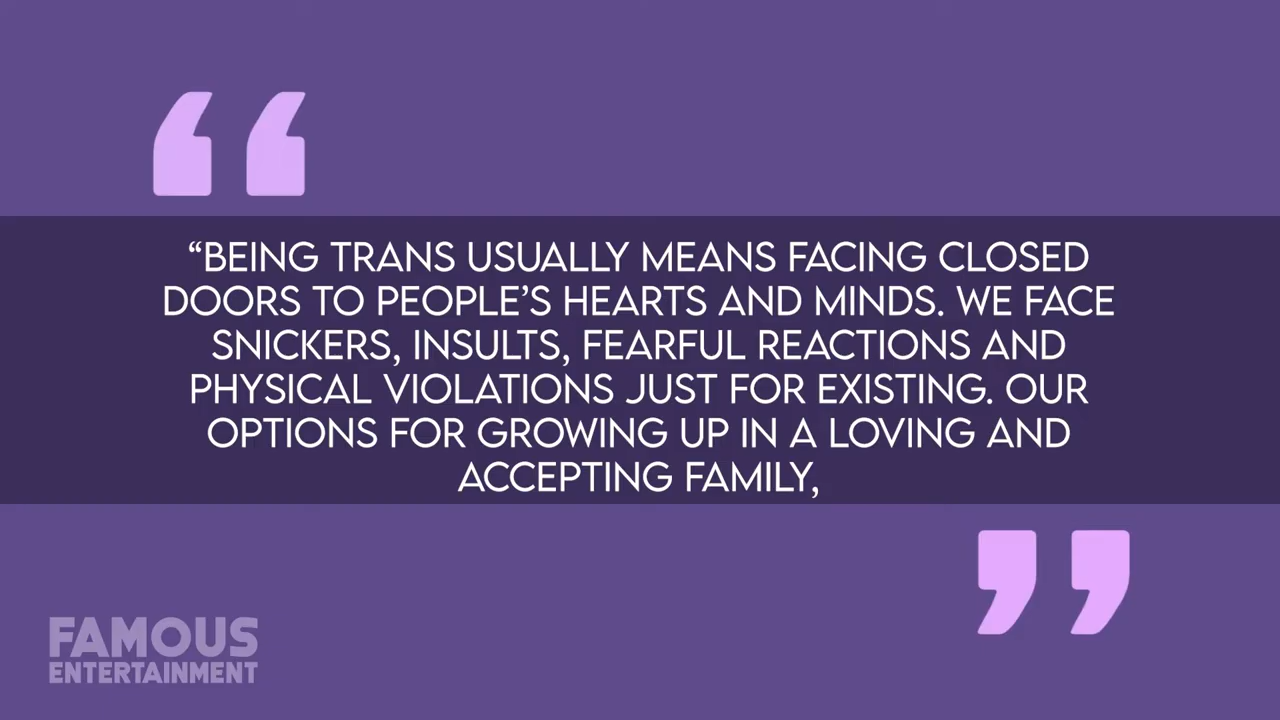 “BEING TRANS USUALLY MEANS FACING CLOSED
DOORS TO PEOPLE’S HEARTS AND MINDS. WE FACE
SNICKERS, INSULTS, FEARFUL REACTIONS AND
PHYSICAL VIOLATIONS JUST FOR EXISTING. OUR
OPTIONS FOR GROWING UP IN A LOVING AND
ACCEPTING FAMILY,
FAMOUS
ENTERTAINMENT